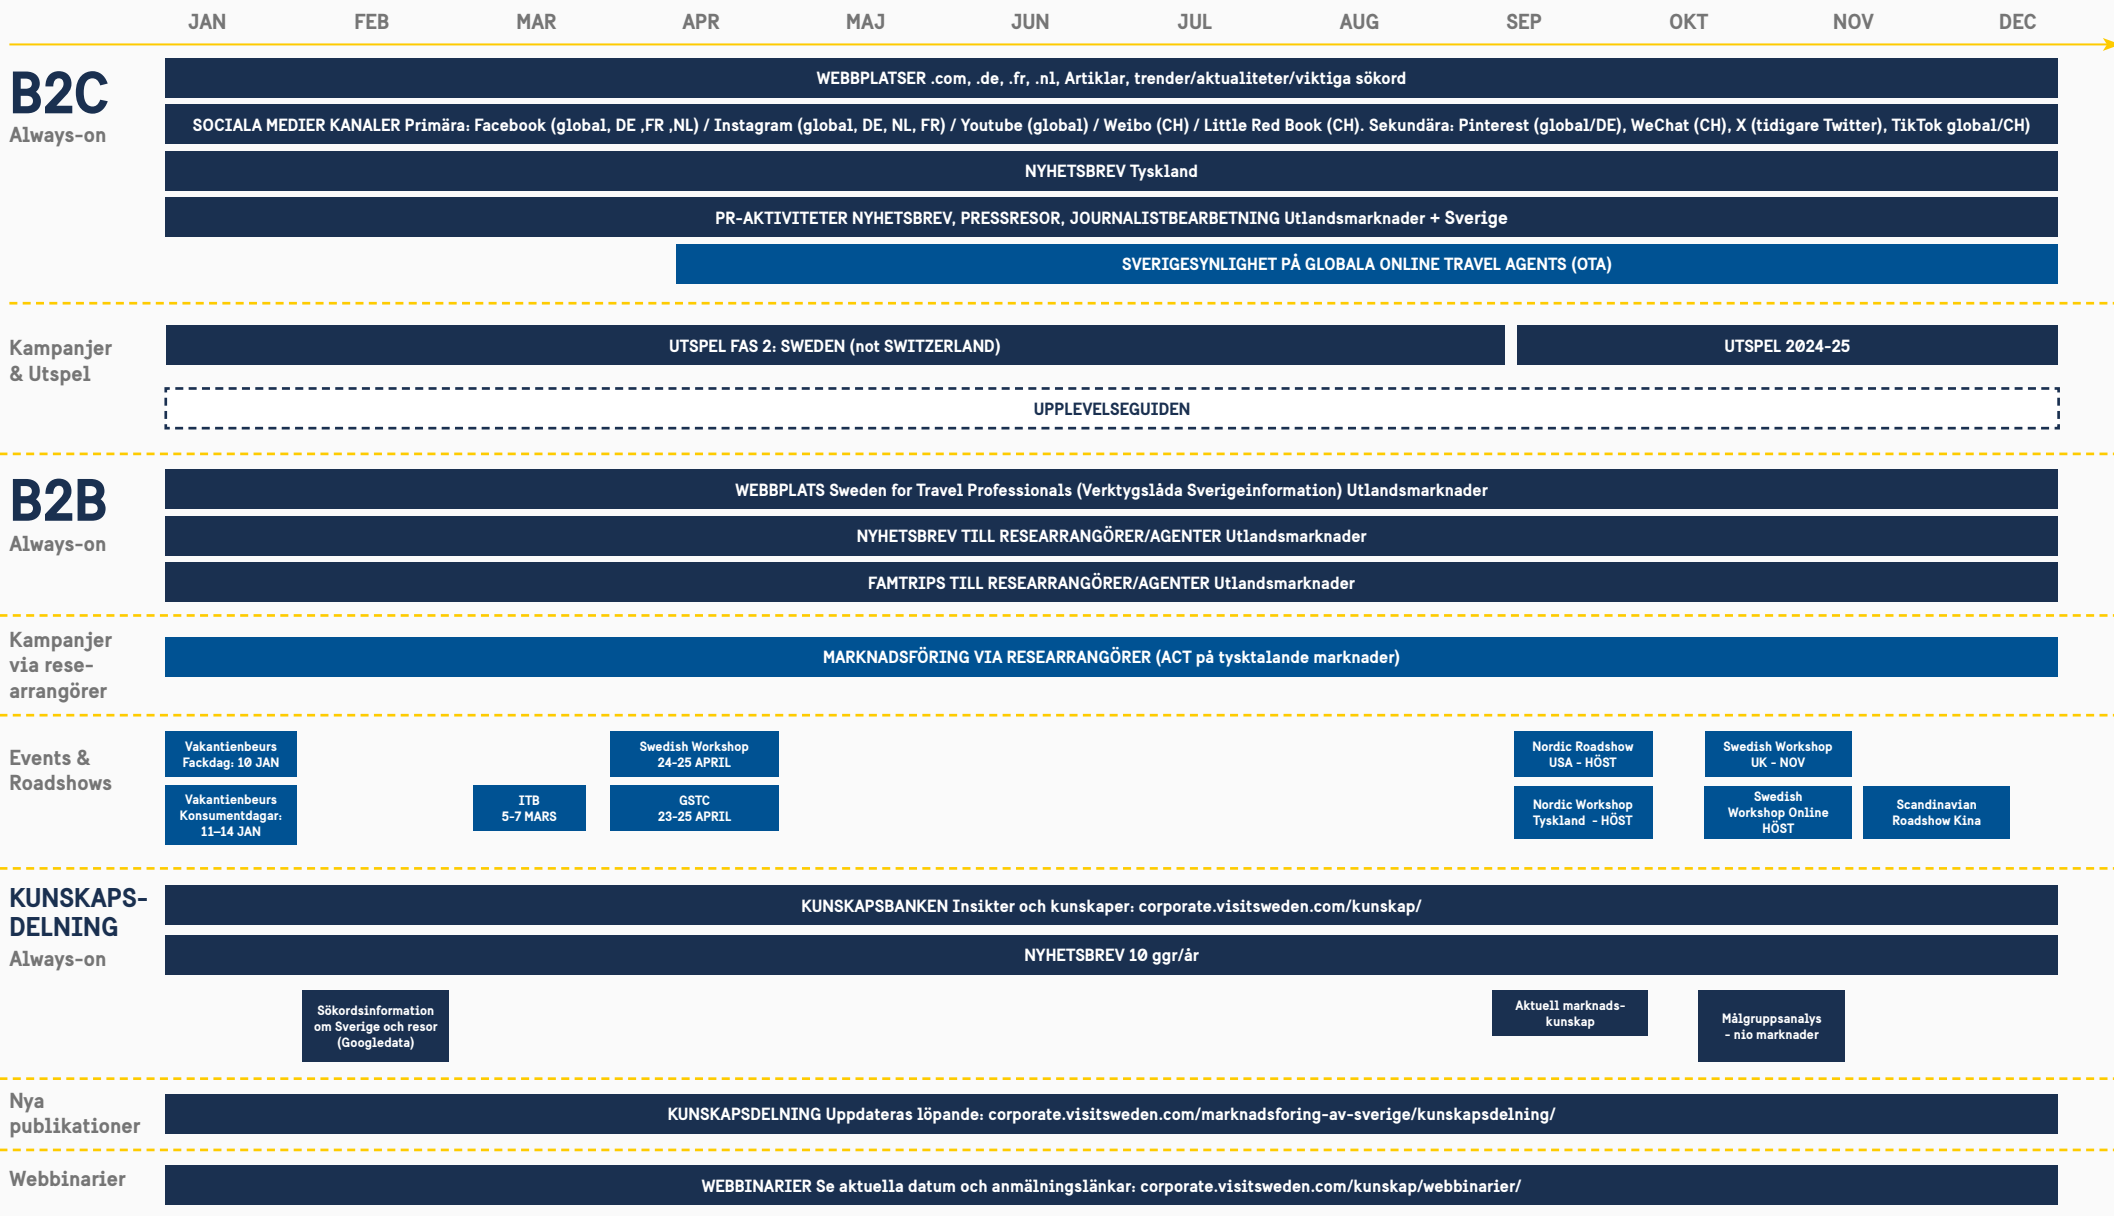 JAN FEB MAR APR MAJ JUN JUL AUG SEP OKT NOV DEC
B2C
Always-on
WEBBPLATSER .com, .de, .fr, .nl, Artiklar, trender/aktualiteter/viktiga sökord
SOCIALA MEDIER KANALER Primära: Facebook (global, DE ,FR ,NL) / Instagram (global, DE, NL, FR) / Youtube (global) / Weibo (CH) / Little Red Book (CH). Sekundära: Pinterest (global/DE), WeChat (CH), X (tidigare Twitter), TikTok global/CH)
NYHETSBREV Tyskland
PR-AKTIVITETER NYHETSBREV, PRESSRESOR, JOURNALISTBEARBETNING Utlandsmarknader + Sverige
SVERIGESYNLIGHET PÅ GLOBALA ONLINE TRAVEL AGENTS (OTA)
Kampanjer
& Utspel
UTSPEL FAS 2: SWEDEN (not SWITZERLAND)
UTSPEL 2024-25
UPPLEVELSEGUIDEN
B2B
Always-on
WEBBPLATS Sweden for Travel Professionals (Verktygslåda Sverigeinformation) Utlandsmarknader
NYHETSBREV TILL RESEARRANGÖRER/AGENTER Utlandsmarknader
FAMTRIPS TILL RESEARRANGÖRER/AGENTER Utlandsmarknader
Kampanjer
via rese-
arrangörer
MARKNADSFÖRING VIA RESEARRANGÖRER (ACT på tysktalande marknader)
Events &
Roadshows
Vakantienbeurs
Fackdag: 10 JAN
Vakantienbeurs
Konsumentdagar:
11–14 JAN
ITB
5-7 MARS
Swedish Workshop
24-25 APRIL
GSTC
23-25 APRIL
Nordic Roadshow
USA - HÖST
Nordic Workshop
Tyskland - HÖST
Swedish Workshop
UK - NOV
Swedish
Workshop Online
HÖST
Scandinavian
Roadshow Kina
KUNSKAPS-
DELNING
Always-on
KUNSKAPSBANKEN Insikter och kunskaper: corporate.visitsweden.com/kunskap/
NYHETSBREV 10 ggr/år
Sökordsinformation
om Sverige och resor
(Googledata)
Aktuell marknads-
kunskap
Målgruppsanalys
- nio marknader
Nya
publikationer
KUNSKAPSDELNING Uppdateras löpande: corporate.visitsweden.com/marknadsforing-av-sverige/kunskapsdelning/
Webbinarier
WEBBINARIER Se aktuella datum och anmälningslänkar: corporate.visitsweden.com/kunskap/webbinarier/